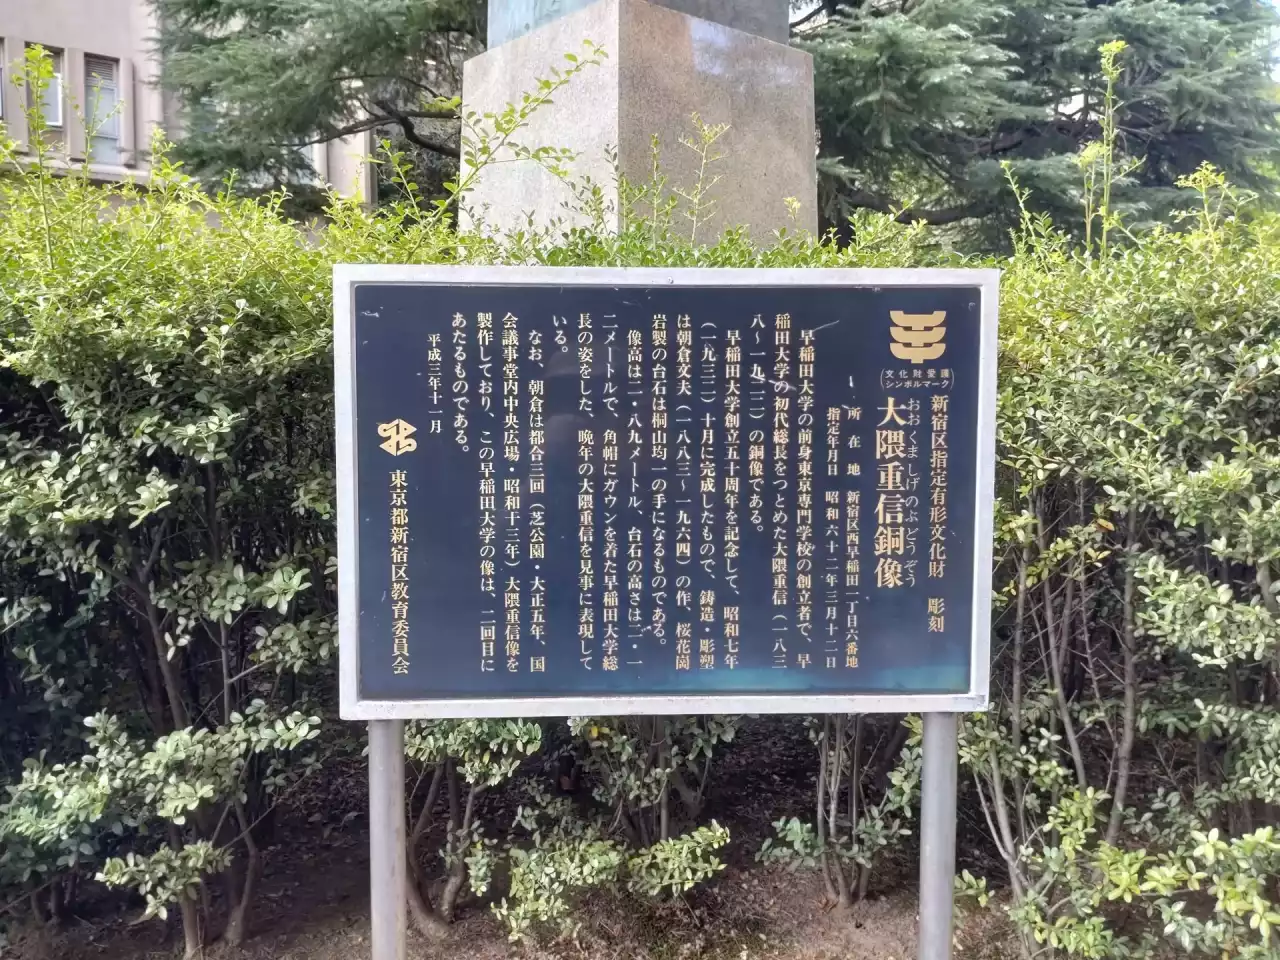 文化財愛護
シンボルマーク
新宿区指定有形文化財　彫刻
おおくましげのぶどうぞう
大隈重信銅像
所在地　新宿区西早稲田一丁目六番地
指定年月日　昭和六十二年三月十二日
早稲田大学の前身東京専門学校の創立者で、早
稲田大学の初代総長をつとめた大隈重信（一八三
八～一九二二）の銅像である。
早稲田大学創立五十周年を記念して、昭和七年
（一九三二）十月に完成したもので、鋳造・彫塑
は朝倉文夫（一八八三～一九六四）の作、桜花崗
岩製の台石は桐山均一の手になるものである。
像高は二・八九メートル、台石の高さは二・一
二メートルで、角帽にガウンを着た早稲田大学総
長の姿をした、晩年の大隈重信を見事に表現して
いる。
なお、朝倉は都合三回（芝公園・大正五年、国
会議事堂内中央広場・昭和十三年）大隈重信像を
製作しており、この早稲田大学の像は、二回目に
あたるものである。
平成三年十一月
東京都新宿区教育委員会